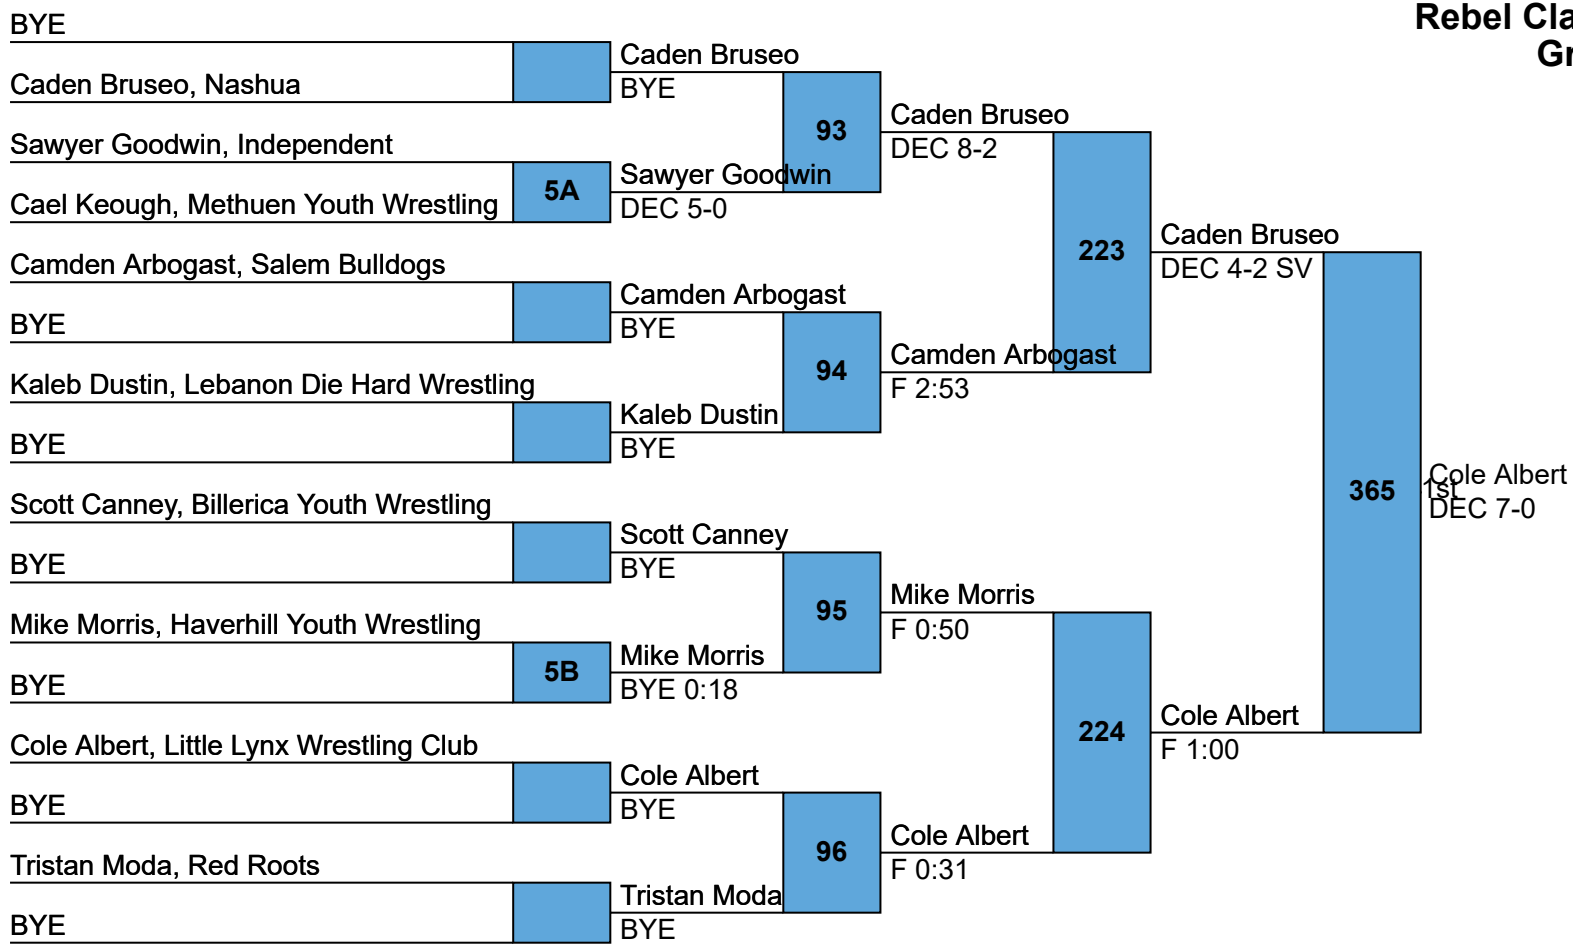 Rebel Cla
Gr
BYE
Caden Bruseo, Nashua
Sawyer Goodwin, Independent
Cael Keough, Methuen Youth Wrestling
Camden Arbogast, Salem Bulldogs
BYE
Kaleb Dustin, Lebanon Die Hard Wrestling
BYE
Scott Canney, Billerica Youth Wrestling
BYE
Mike Morris, Haverhill Youth Wrestling
BYE
Cole Albert, Little Lynx Wrestling Club
BYE
Tristan Moda, Red Roots
BYE
5A
5B
Caden Bruseo
BYE
Sawyer Goodwin
DEC 5-0
Camden Arbogast
BYE
Kaleb Dustin
BYE
Scott Canney
BYE
Mike Morris
BYE 0:18
Cole Albert
BYE
Tristan Moda
BYE
93
94
95
96
Caden Bruseo
DEC 8-2
Camden Arbogast
F 2:53
Mike Morris
F 0:50
Cole Albert
F 0:31
223
224
Caden Bruseo
DEC 4-2 SV
Cole Albert
F 1:00
365
Cole Albert
1st
DEC 7-0